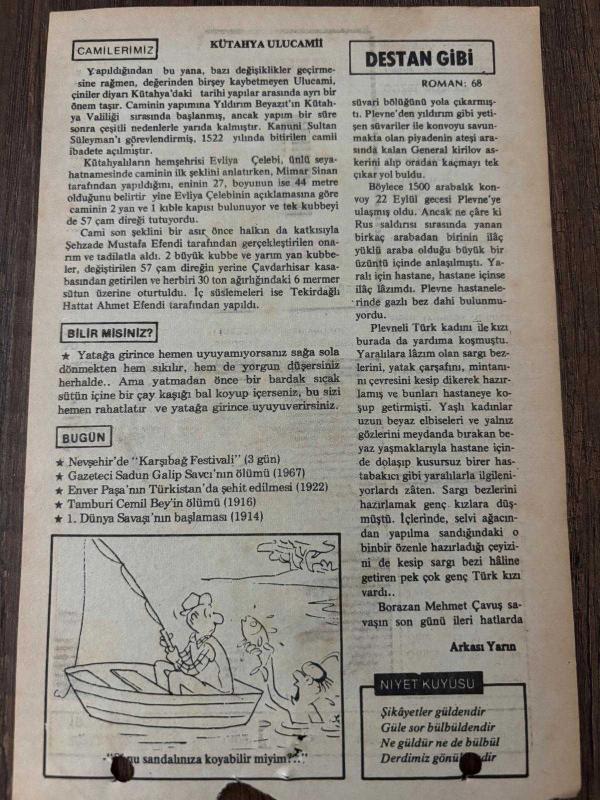 CAMİLERİMİZ
KÜTAHYA ULUCAMİİ
Yapıldığından bu yana, bazı değişiklikler geçirme-
sine rağmen, değerinden birşey kaybetmeyen Ulucami,
çiniler diyarı Kütahya'daki tarihi yapılar arasında ayrı bir
önem taşır. Caminin yapımına Yıldırım Beyazıt'ın Kütah-
ya Valiliği sırasında başlanmış, ancak yapım bir süre
sonra çeşitli nedenlerle yarıda kalmıştır. Kanuni Sultan
Süleyman'ı görevlendirmiş, 1522 yılında bitirilen camii
ibadete açılmıştır.
Kütahyalıların hemşehrisi Evliya Çelebi, ünlü seya-
hatnamesinde caminin ilk şeklini anlatırken, Mimar Sinan
tarafından yapıldığını, eninin 27, boyunun ise 44 metre
olduğunu belirtir yine Evliya Çelebinin açıklamasına göre
caminin 2 yan ve 1 kıble kapısı bulunuyor ve tek kubbeyi
de 57 çam direği tutuyordu.
Cami son şeklini bir asır önce halkın da katkısıyla
Şehzade Mustafa Efendi tarafından gerçekleştirilen ona-
rım ve tadilatla aldı. 2 büyük kubbe ve yarım yan kubbe-
ler, değiştirilen 57 çam direğin yerine Çavdarhisar kasa-
basından getirilen ve herbiri 30 ton ağırlığındaki 6 mermer
sütun üzerine oturtuldu. İç süslemeleri ise Tekirdağlı
Hattat Ahmet Efendi tarafından yapıldı.
BİLİR MİSİNİZ?
★ Yatağa girince hemen uyuyamıyorsanız sağa sola
dönmekten hem sıkılır, hem de yorgun düşersiniz
herhalde.. Ama yatmadan önce bir bardak sıcak
sütün içine bir çay kaşığı bal koyup içerseniz, bu sizi
hemen rahatlatır ve yatağa girince uyuyuverirsiniz.
BUGÜN
★ Nevşehir'de "Karşıbağ Festivali" (3 gün)
★ Gazeteci Sadun Galip Savcı'nın ölümü (1967)
★ Enver Paşa'nın Türkistan'da şehit edilmesi (1922)
★ Tamburi Cemil Bey'in ölümü (1916)
★ 1. Dünya Savaşı'nın başlaması (1914)
sandalınıza koyabilir miyim?.."
DESTAN GİBİ
ROMAN: 68
süvari bölüğünü yola çıkarmış-
tı. Plevne'den yıldırım gibi yeti-
şen süvariler ile konvoyu savun-
makta olan piyadenin ateşi ara-
sında kalan General kirilov as-
kerini alıp oradan kaçmayı tek
çıkar yol buldu.
Böylece 1500 arabalık kon-
voy 22 Eylül gecesi Plevne'ye
ulaşmış oldu. Ancak ne çâre ki
Rus saldırısı sırasında yanan
birkaç arabadan birinin ilâç
yüklü araba olduğu büyük bir
üzüntü içinde anlaşılmıştı. Ya-
ralı için hastane, hastane içinse
ilâç lâzımdı. Plevne hastanele-
rinde gazlı bez dahi bulunmu-
yordu.
Plevneli Türk kadını ile kızı
burada da yardıma koşmuştu.
Yaralılara lâzım olan sargı bez-
lerini, yatak çarşafını, mintanı-
nı çevresini kesip dikerek hazır-
lamış ve bunları hastaneye ko-
şup getirmişti. Yaşlı kadınlar
uzun beyaz elbiseleri ve yalnız
gözlerini meydanda bırakan be-
yaz yaşmaklarıyla hastane için-
de dolaşıp kusursuz birer has-
tabakıcı gibi yaralılarla ilgileni-
yorlardı zâten. Sargı bezlerini
hazırlamak genç kızlara düş-
müştü. İçlerinde, selvi ağacın-
dan yapılma sandığındaki o
binbir özenle hazırladığı çeyizi-
ni de kesip sargı bezi hâline
getiren pek çok genç Türk kızı
vardı..
Borazan Mehmet Çavuş sa-
vaşın son günü ileri hatlarda
Arkası Yarın
NİYET KUYUSU
Şikâyetler güldendir
Güle sor bülbüldendir
Ne güldür ne de bülbül
Derdimiz